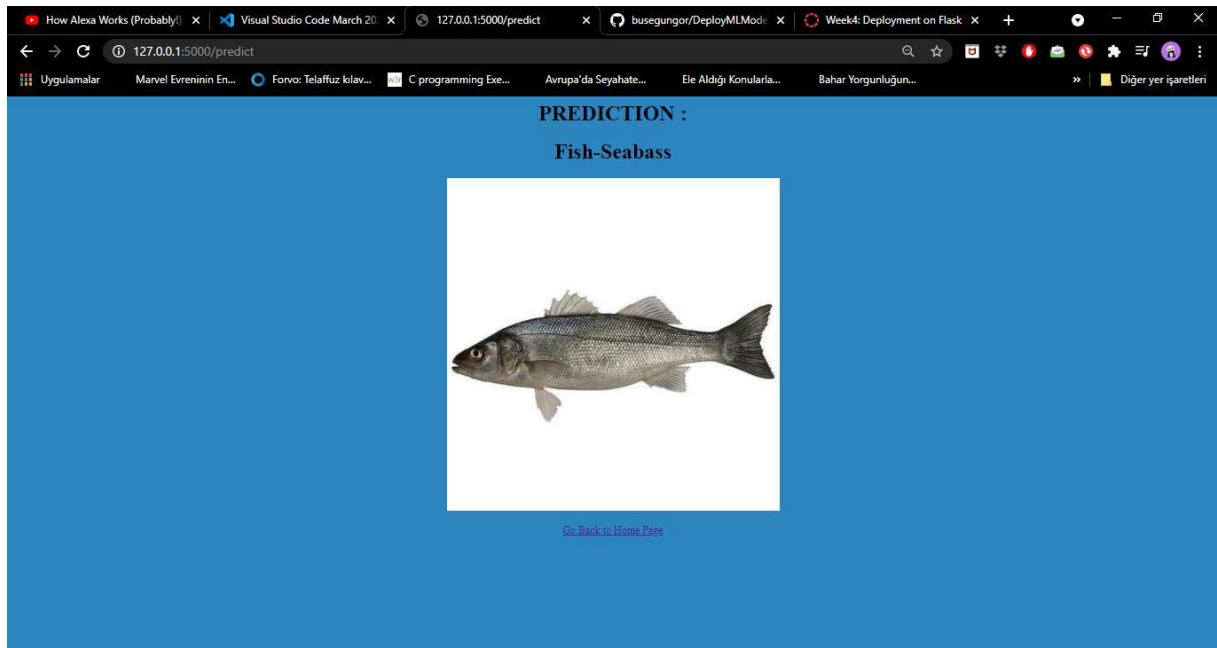 How Alexa Works (Probably!)
Visual Studio Code March 20
127.0.0.1:5000/predict
busegungor/DeployMLMode
Week4: Deployment on Flask
127.0.0.1:5000/predict
Uygulamalar
Marvel Evreninin En...
Forvo: Telaffuz kılav...
C programming Exe...
Avrupa'da Seyahate...
Ele Aldığı Konularla...
Bahar Yorgunluğun...
»
Diğer yer işaretleri
PREDICTION :
Fish-Seabass
Go Back to Home Page